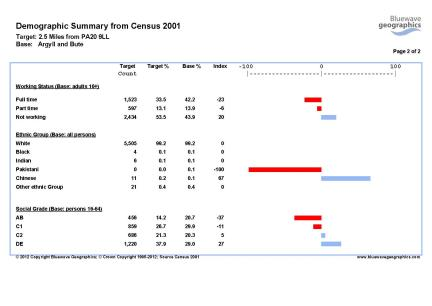 Demographic Summary from Census 2001
Bluewave
geographics
Target: 2.5 Miles from PA20 9LL
Base: Argyll and Bute
Page 2 of 2
Target Target % Base % Index -100 0 100
Count
Working Status (Base: adults 16+)
Full time 1,523 33.5 42.2 -23
Part time 597 13.1 13.9 -6
Not working 2,434 53.5 43.9 20
Ethnic Group (Base: all persons)
White 5,505 99.2 99.2 0
Black 4 0.1 0.1 0
Indian 6 0.1 0.1 0
Pakistani 0 0.0 0.1 -100
Chinese 11 0.2 0.1 67
Other ethnic Group 21 0.4 0.4 0
Social Grade (Base: persons 16-64)
AB 456 14.2 20.7 -37
C1 859 26.7 29.9 -11
C2 686 21.3 20.3 5
DE 1,220 37.9 29.0 27
© 2012 Copyright Bluewave Geographics; © Crown Copyright 1995-2012; Source Census 2001
www.bluewavegeographics.com